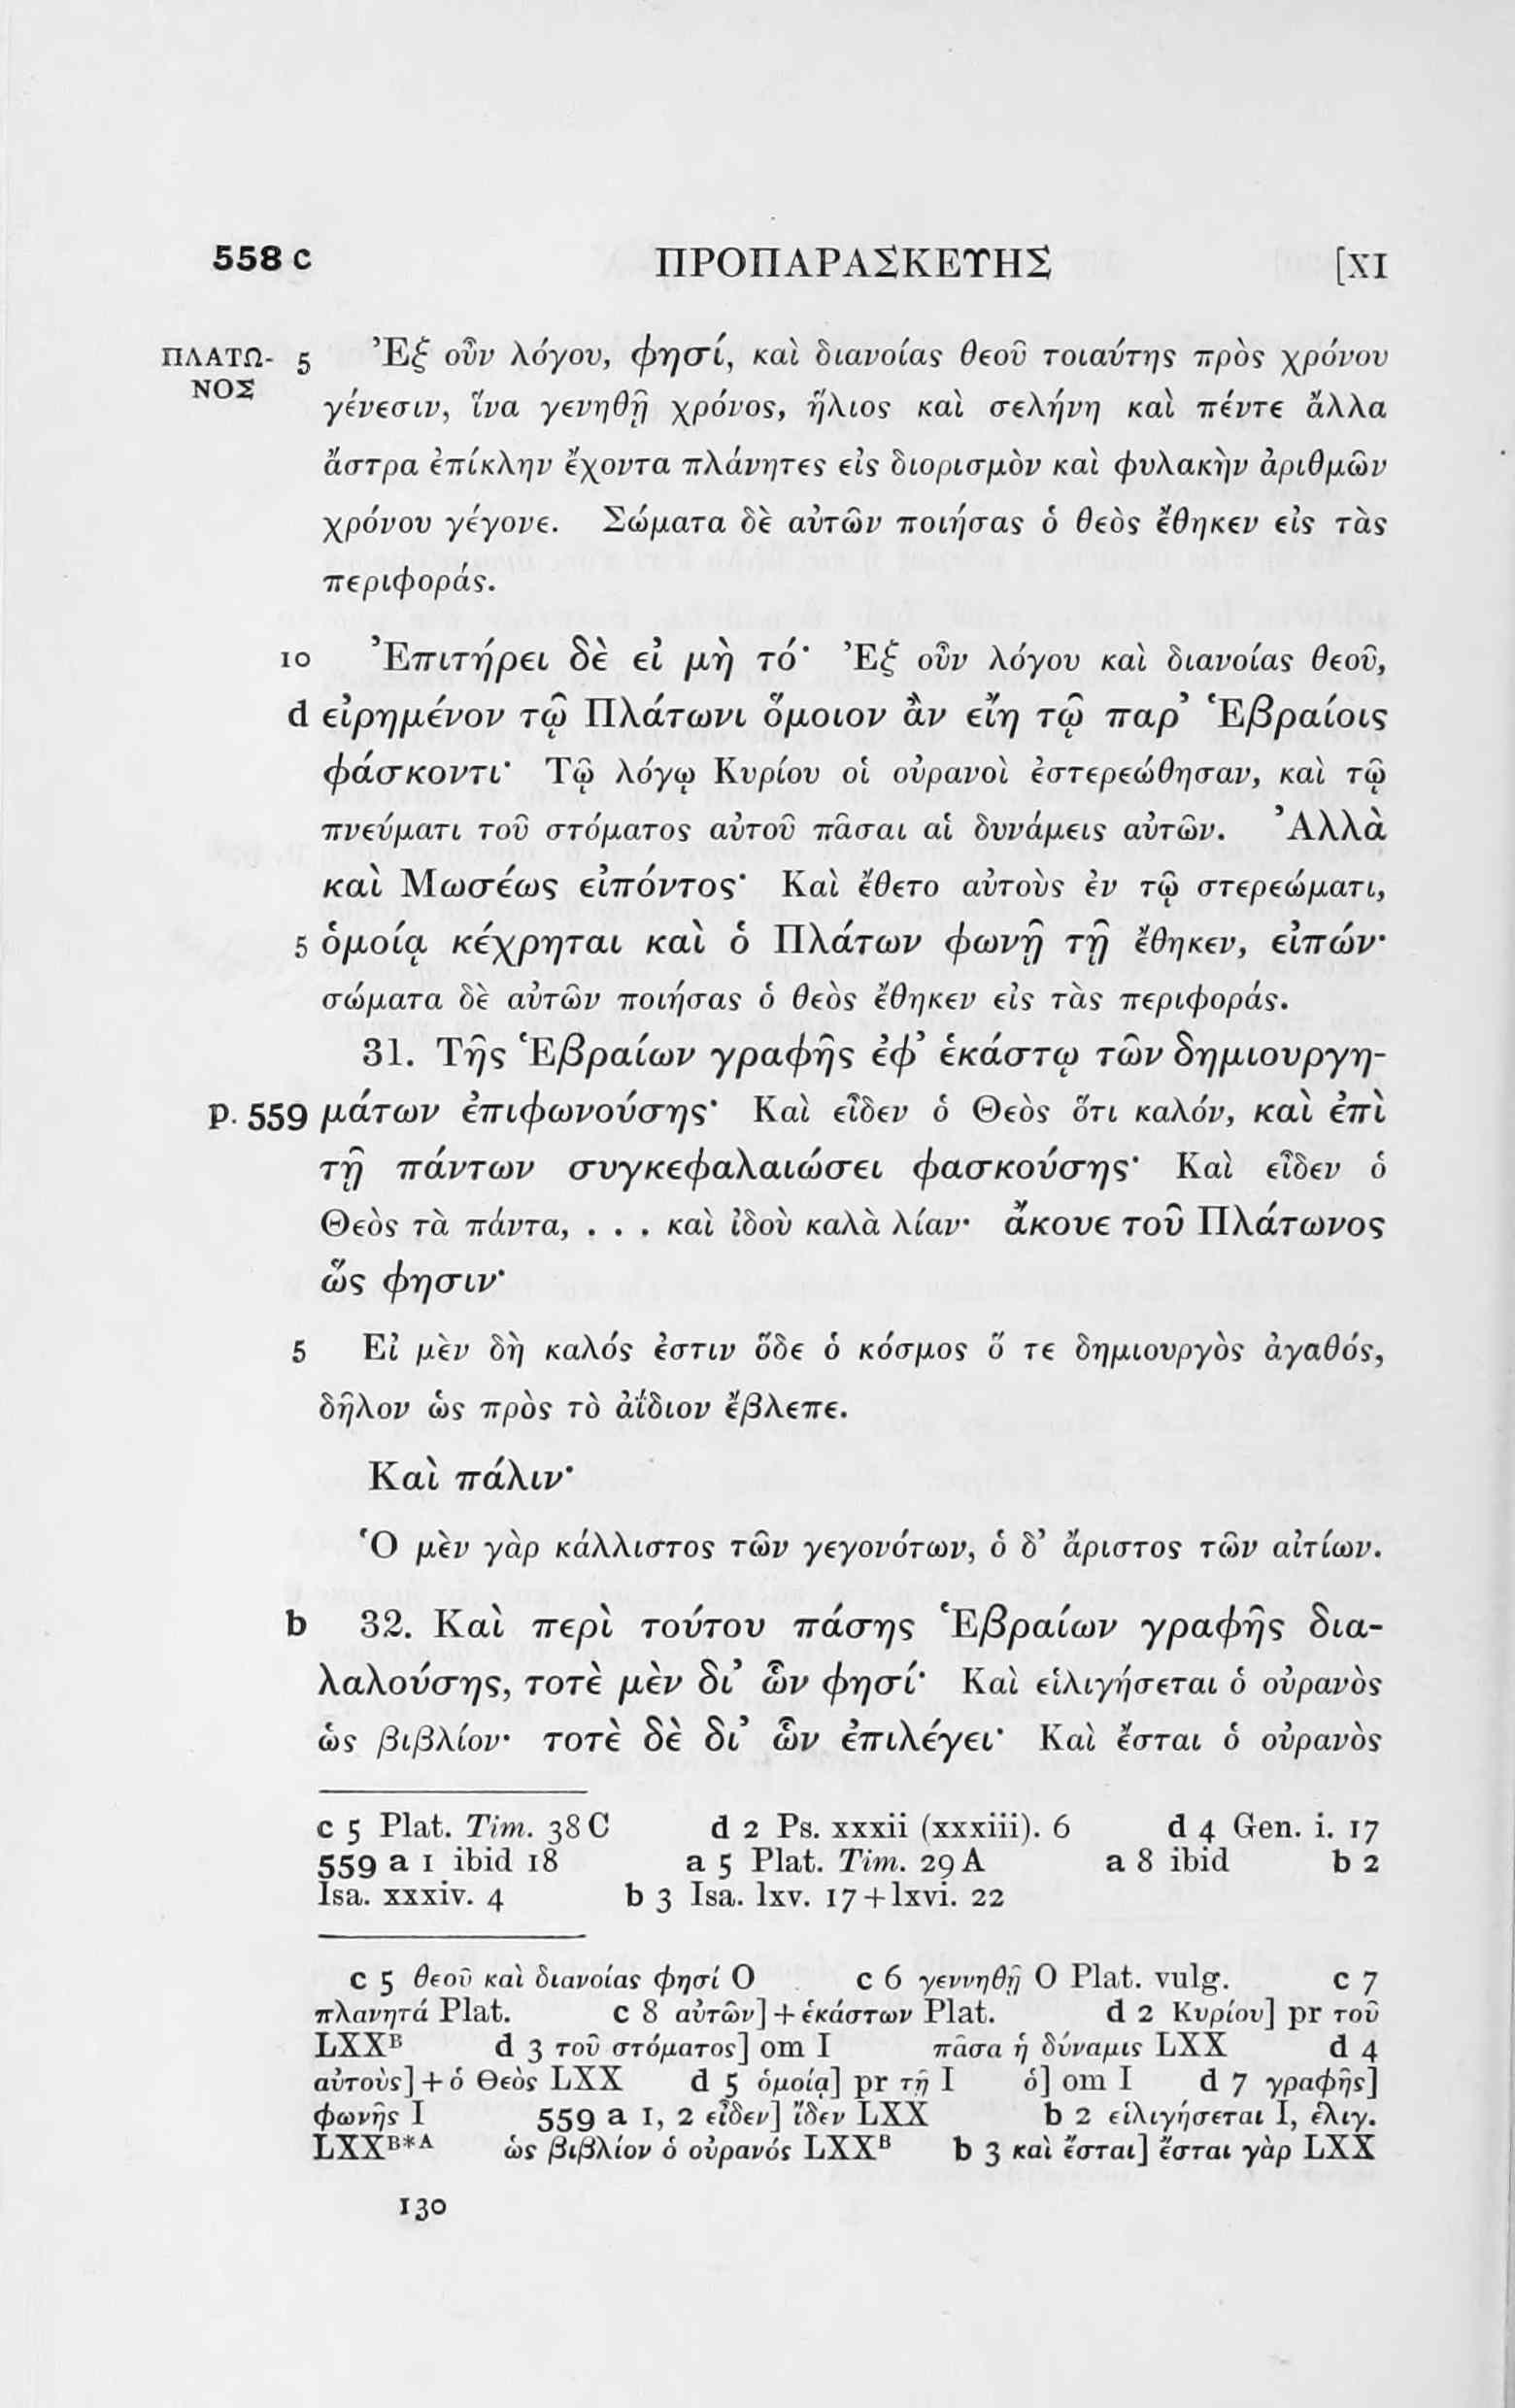 558 c ΠΡΟΠΑΡΑΣΚΕΥΗΣ [XI
ΠΛΑΤΩ- 5 Ἐξ οὖν λόγου, φησί, καὶ διανοίας θεοῦ τοιαύτης πρὸς χρόνου
ΝΟΣ
γένεσιν, ἵνα γενηθῇ χρόνος, ἥλιος καὶ σελήνη καὶ πέντε ἄλλα
ἄστρα ἐπίκλην ἔχοντα πλάνητες εἰς διορισμὸν καὶ φυλακὴν ἀριθμῶν
χρόνου γέγονε. Σώματα δὲ αὐτῶν ποιήσας ὁ θεὸς ἔθηκεν εἰς τὰς
περιφοράς.
10 Ἐπιτήρει δὲ εἰ μὴ τό· Ἐξ οὖν λόγου καὶ διανοίας θεοῦ,
d εἰρημένον τῷ Πλάτωνι ὅμοιον ἂν εἴη τῷ παρ’ Ἑβραίοις
φάσκοντι· Τῷ λόγῳ Κυρίου οἱ οὐρανοὶ ἐστερεώθησαν, καὶ τῷ
πνεύματι τοῦ στόματος αὐτοῦ πᾶσαι αἱ δυνάμεις αὐτῶν. Ἀλλὰ
καὶ Μωσέως εἰπόντος· Καὶ ἔθετο αὐτοὺς ἐν τῷ στερεώματι,
5 ὁμοίᾳ κέχρηται καὶ ὁ Πλάτων φωνῇ τῇ ἔθηκεν, εἰπών·
σώματα δὲ αὐτῶν ποιήσας ὁ θεὸς ἔθηκεν εἰς τὰς περιφοράς.
31. Τῆς Ἑβραίων γραφῆς ἐφ’ ἑκάστῳ τῶν δημιουργη-
p. 559 μάτων ἐπιφωνούσης· Καὶ εἶδεν ὁ Θεὸς ὅτι καλόν, καὶ ἐπὶ
τῇ πάντων συγκεφαλαιώσει φασκούσης· Καὶ εἶδεν ὁ
Θεὸς τὰ πάντα, . . . καὶ ἰδοὺ καλὰ λίαν· ἄκουε τοῦ Πλάτωνος
ὥς φησιν·
5 Εἰ μὲν δὴ καλός ἐστιν ὅδε ὁ κόσμος ὅ τε δημιουργὸς ἀγαθός,
δῆλον ὡς πρὸς τὸ ἀΐδιον ἔβλεπε.
Καὶ πάλιν·
Ὁ μὲν γὰρ κάλλιστος τῶν γεγονότων, ὁ δ’ ἄριστος τῶν αἰτίων.
b 32. Καὶ περὶ τούτου πάσης Ἑβραίων γραφῆς δια-
λαλούσης, τοτὲ μὲν δι’ ὧν φησί· Καὶ εἱλιγήσεται ὁ οὐρανὸς
ὡς βιβλίον· τοτὲ δὲ δι’ ὧν ἐπιλέγει· Καὶ ἔσται ὁ οὐρανὸς
c 5 Plat. Tim. 38 C d 2 Ps. xxxii (xxxiii). 6 d 4 Gen. i. 17
559 a 1 ibid 18 a 5 Plat. Tim. 29 A a 8 ibid b 2
Isa. xxxiv. 4 b 3 Isa. lxv. 17 + lxvi. 22
c 5 θεοῦ καὶ διανοίας φησί O c 6 γεννηθῇ O Plat. vulg. c 7
πλανητά Plat. c 8 αὐτῶν] + ἑκάστων Plat. d 2 Κυρίου] pr τοῦ
LXXᴮ d 3 τοῦ στόματος] om I πᾶσα ἡ δύναμις LXX d 4
αὐτοὺς] + ὁ Θεὸς LXX d 5 ὁμοίᾳ] pr τῇ I ὁ] om I d 7 γραφῆς]
φωνῆς I 559 a 1, 2 εἶδεν] ἴδεν LXX b 2 εἱλιγήσεται I, ἑλιγ.
LXXᴮ*ᴬ ὡς βιβλίον ὁ οὐρανός LXXᴮ b 3 καὶ ἔσται] ἔσται γὰρ LXX
130